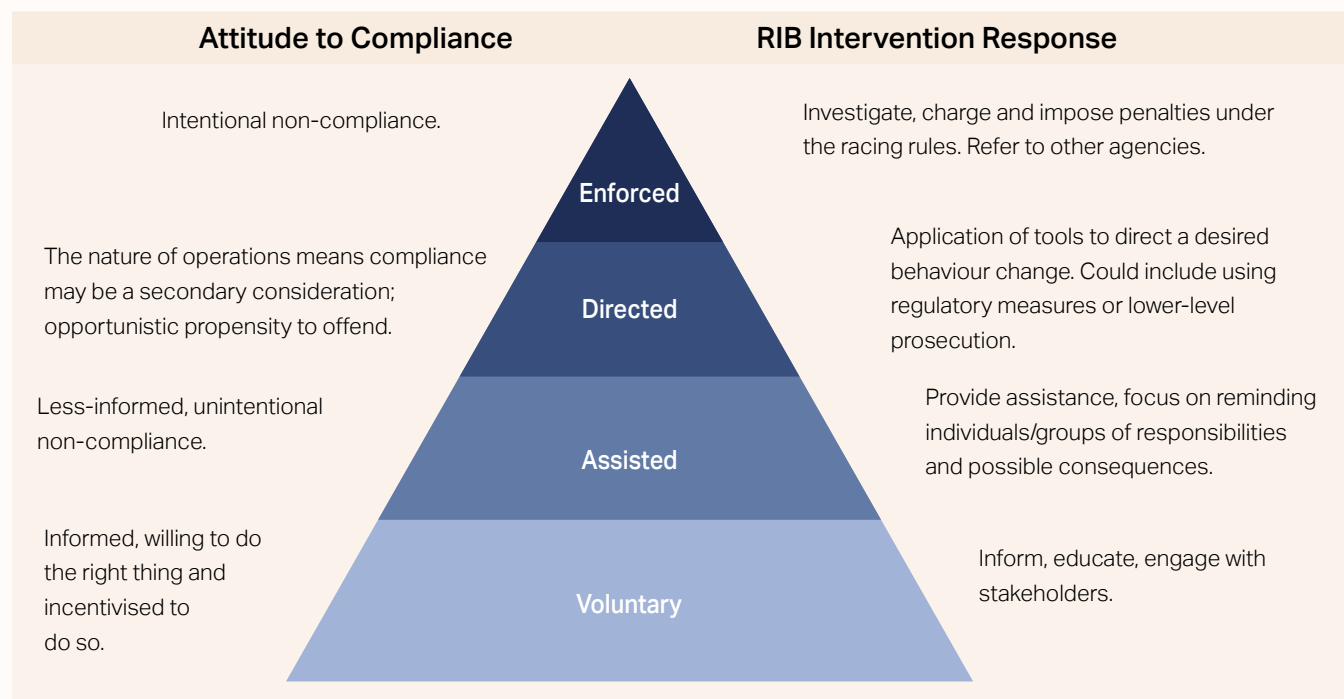 Attitude to Compliance
RIB Intervention Response
Intentional non-compliance.
Enforced
Investigate, charge and impose penalties under
the racing rules. Refer to other agencies.
The nature of operations means compliance
may be a secondary consideration;
opportunistic propensity to offend.
Directed
Application of tools to direct a desired
behaviour change. Could include using
regulatory measures or lower-level
prosecution.
Less-informed, unintentional
non-compliance.
Assisted
Provide assistance, focus on reminding
individuals/groups of responsibilities
and possible consequences.
Informed, willing to do
the right thing and
incentivised to
do so.
Voluntary
Inform, educate, engage with
stakeholders.